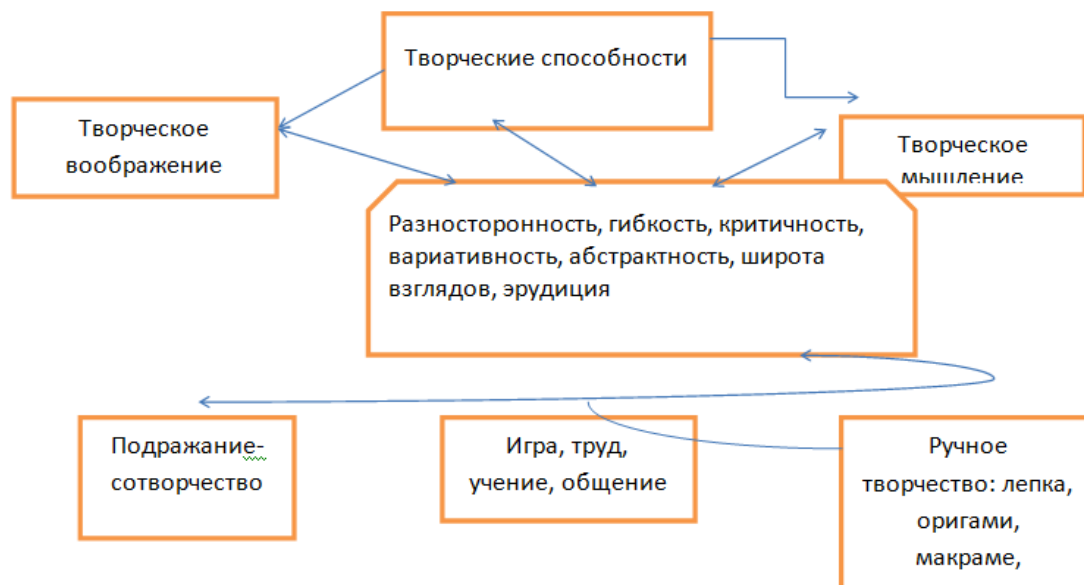 Творческие способности
Творческое
воображение
Творческое
мышление
Разносторонность, гибкость, критичность,
вариативность, абстрактность, широта
взглядов, эрудиция
Подражание-
сотворчество
Игра, труд,
учение, общение
Ручное
творчество: лепка,
оригами,
макраме,